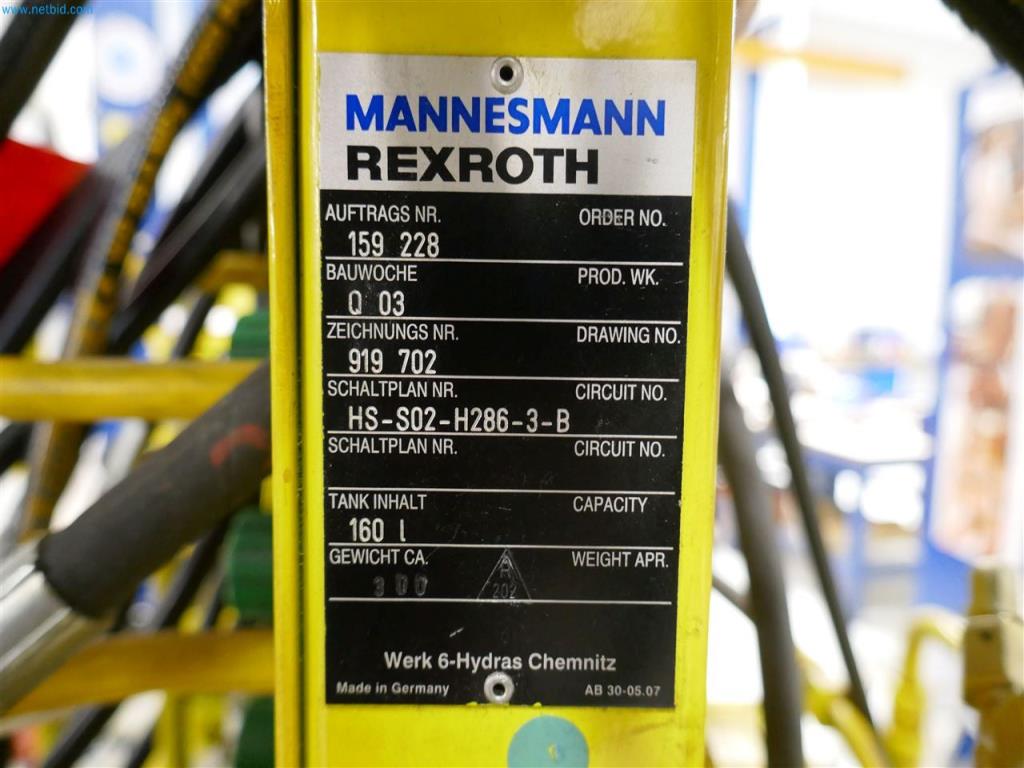 www.netbid.com
MANNESMANN
REXROTH
AUFTRAGS NR. ORDER NO.
159 228
BAUWOCHE PROD. WK.
Q 03
ZEICHNUNGS NR. DRAWING NO.
919 702
SCHALTPLAN NR. CIRCUIT NO.
HS-S02-H286-3-B
SCHALTPLAN NR. CIRCUIT NO.
TANK INHALT CAPACITY
160 l
GEWICHT CA. WEIGHT APR.
300
R
202
Werk 6-Hydras Chemnitz
Made in Germany AB 30-05.07